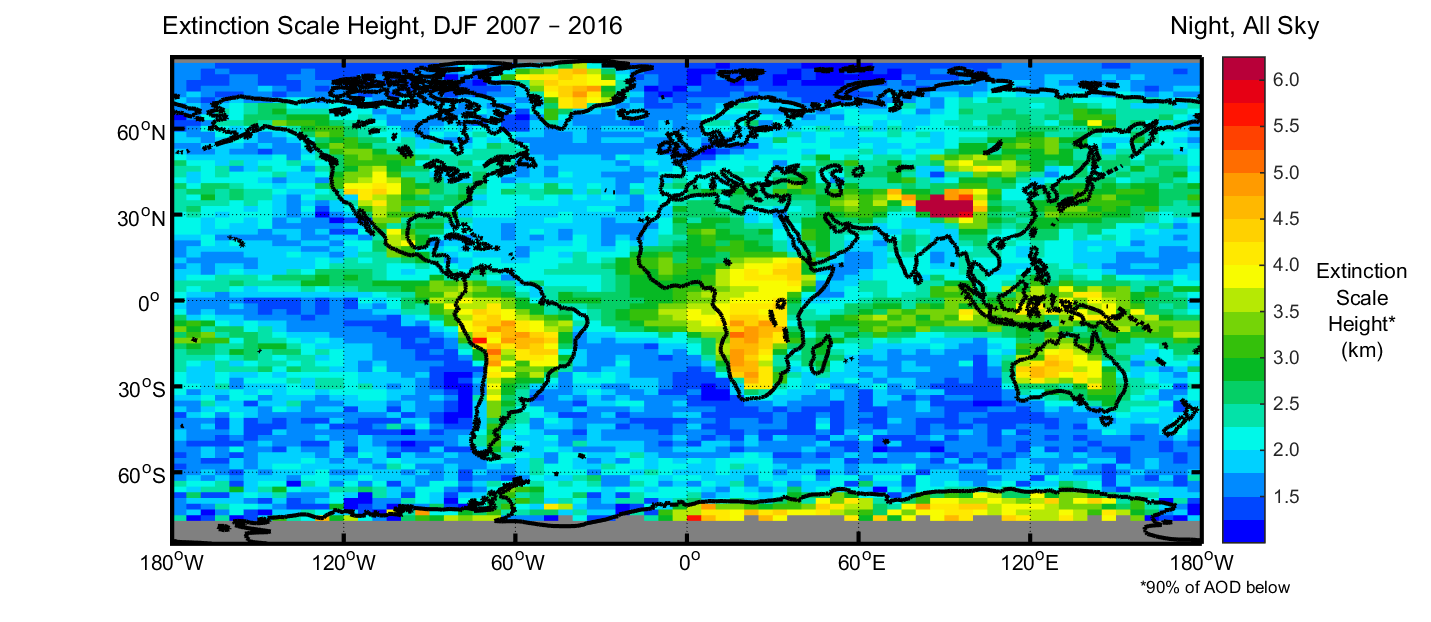 Extinction Scale Height, DJF 2007 − 2016
Night, All Sky
60°N
30°N
0°
30°S
60°S
180°W
120°W
60°W
0°
60°E
120°E
180°W
6.0
5.5
5.0
4.5
4.0
3.5
3.0
2.5
2.0
1.5
Extinction
Scale
Height*
(km)
*90% of AOD below